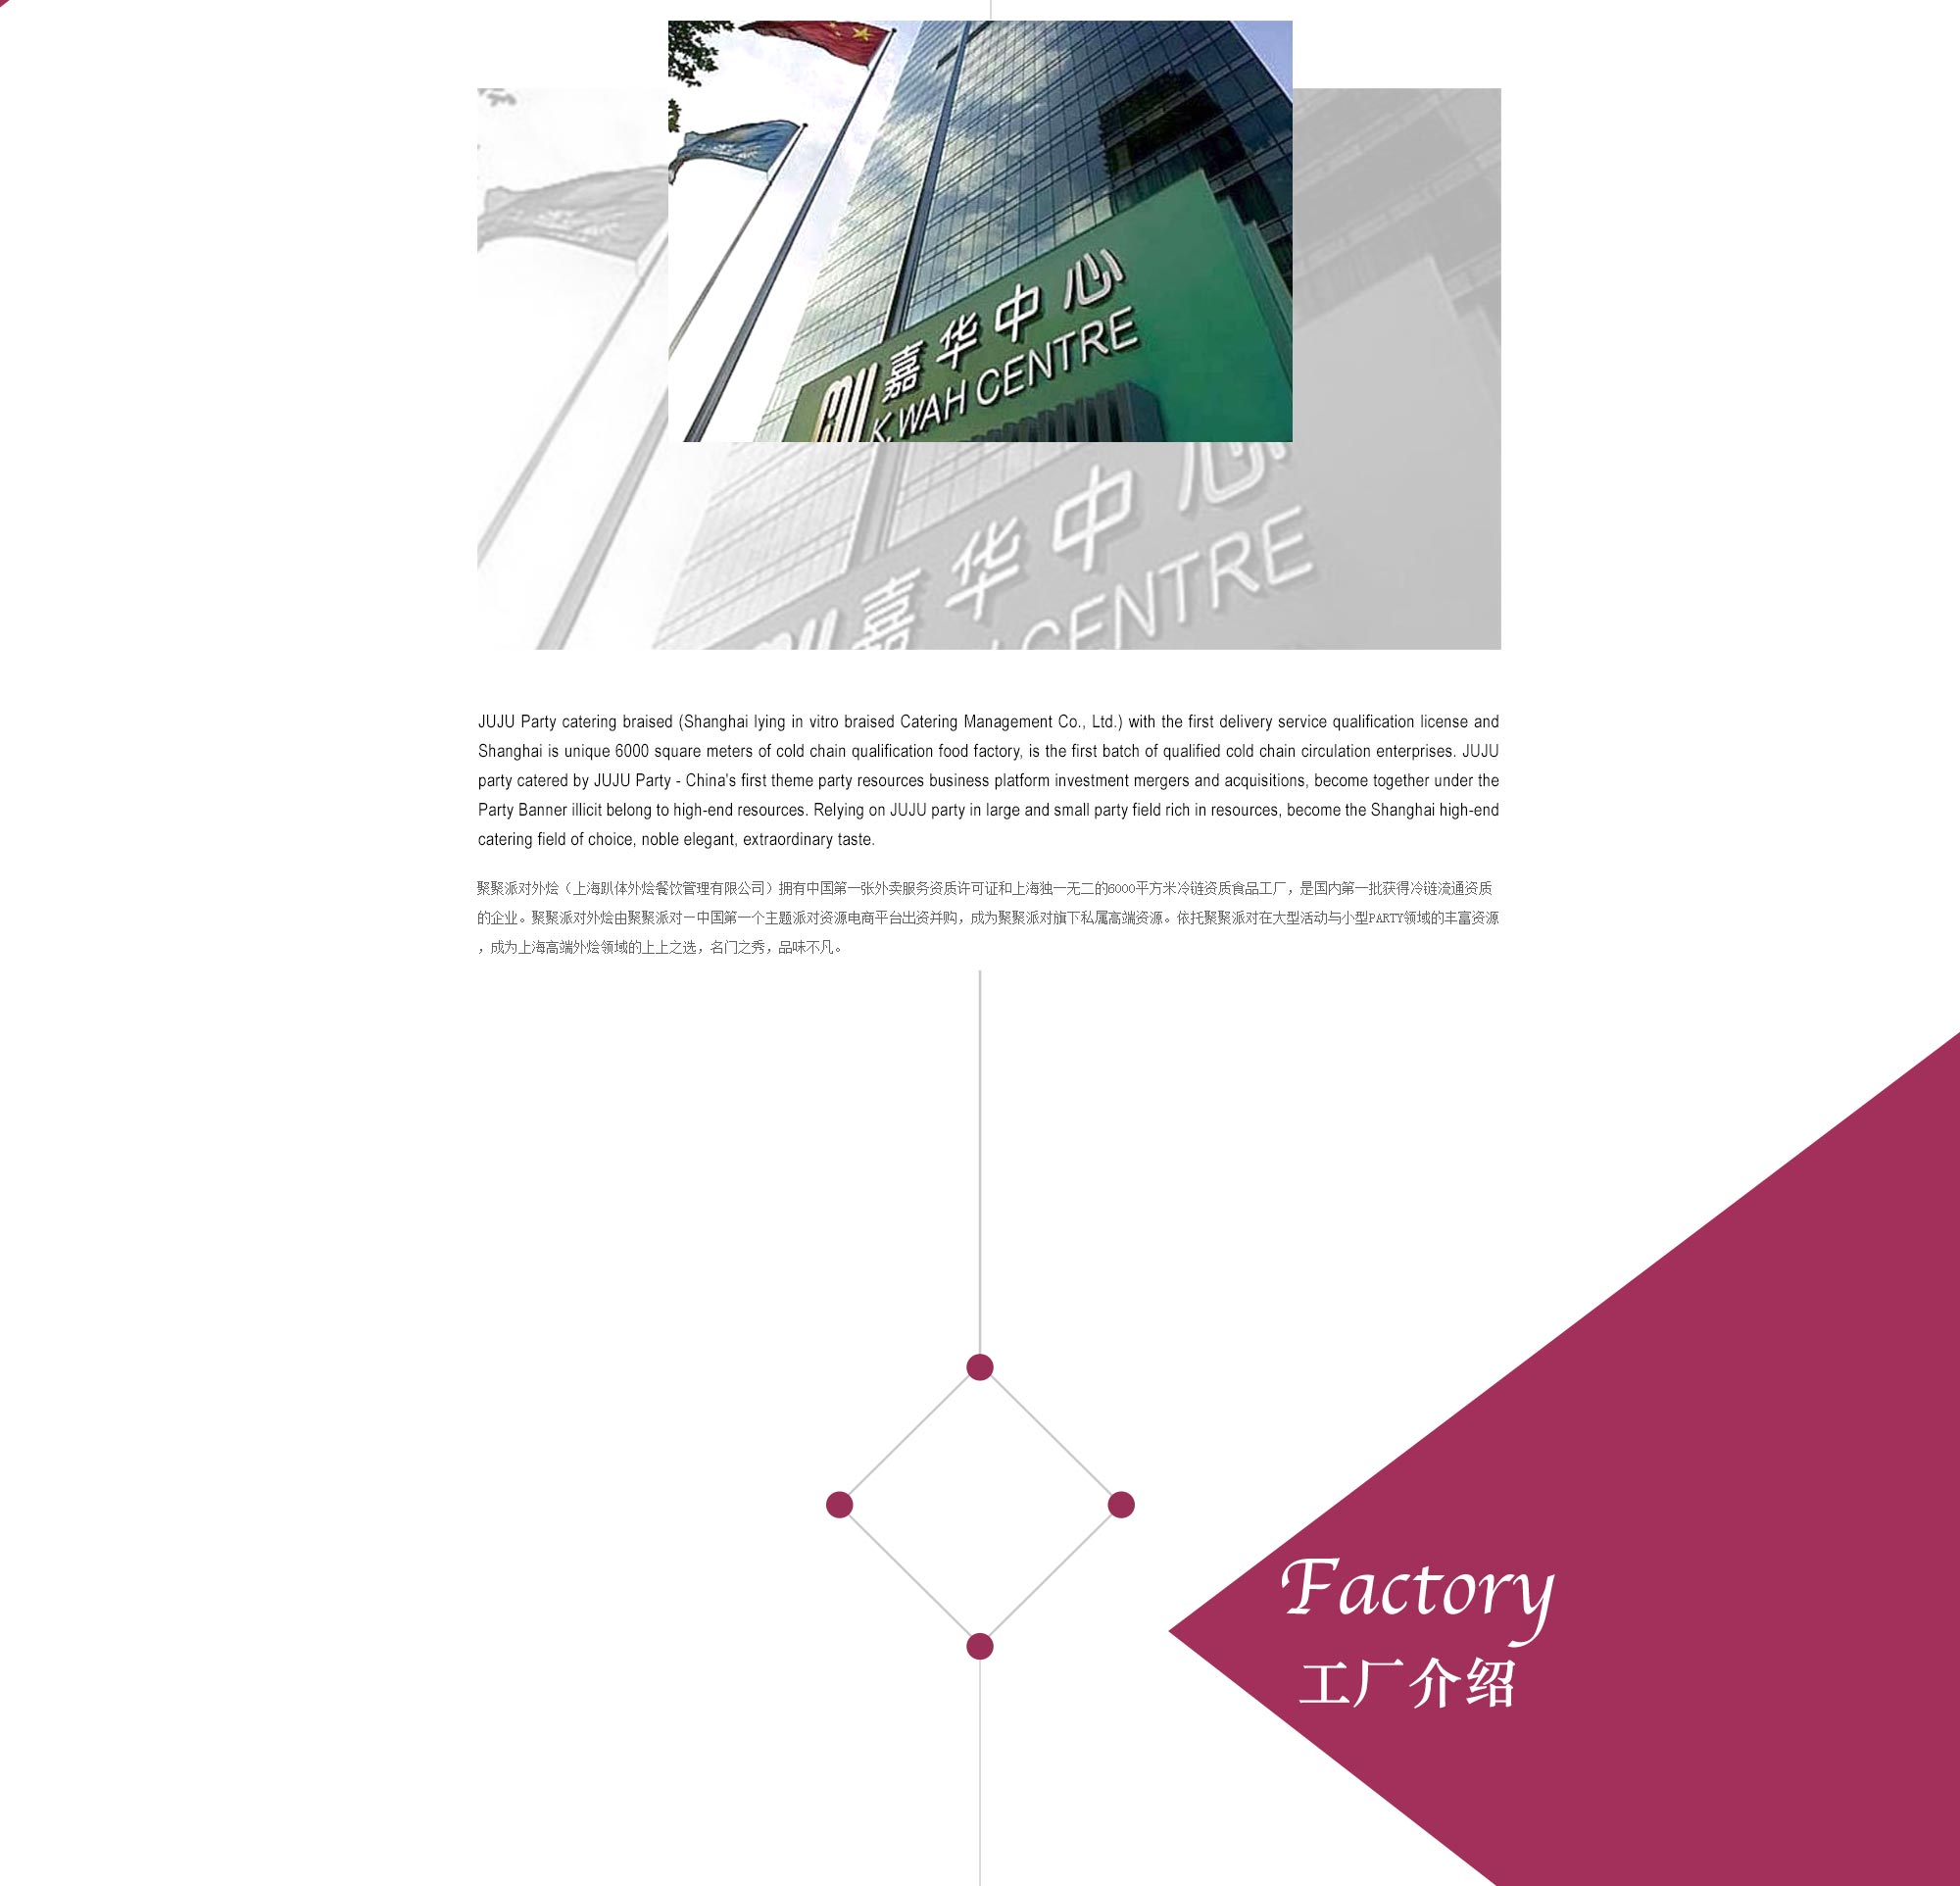 嘉华中心
K. WAH CENTRE
嘉华中心
CENTRE
JUJU Party catering braised (Shanghai lying in vitro braised Catering Management Co., Ltd.) with the first delivery service qualification license and
Shanghai is unique 6000 square meters of cold chain qualification food factory, is the first batch of qualified cold chain circulation enterprises. JUJU
party catered by JUJU Party - China's first theme party resources business platform investment mergers and acquisitions, become together under the
Party Banner illicit belong to high-end resources. Relying on JUJU party in large and small party field rich in resources, become the Shanghai high-end
catering field of choice, noble elegant, extraordinary taste.
聚聚派对外烩（上海趴体外烩餐饮管理有限公司）拥有中国第一张外卖服务资质许可证和上海独一无二的6000平方米冷链资质食品工厂，是国内第一批获得冷链流通资质
的企业。聚聚派对外烩由聚聚派对－中国第一个主题派对资源电商平台出资并购，成为聚聚派对旗下私属高端资源。依托聚聚派对在大型活动与小型PARTY领域的丰富资源
，成为上海高端外烩领域的上上之选，名门之秀，品味不凡。
Factory
工厂介绍